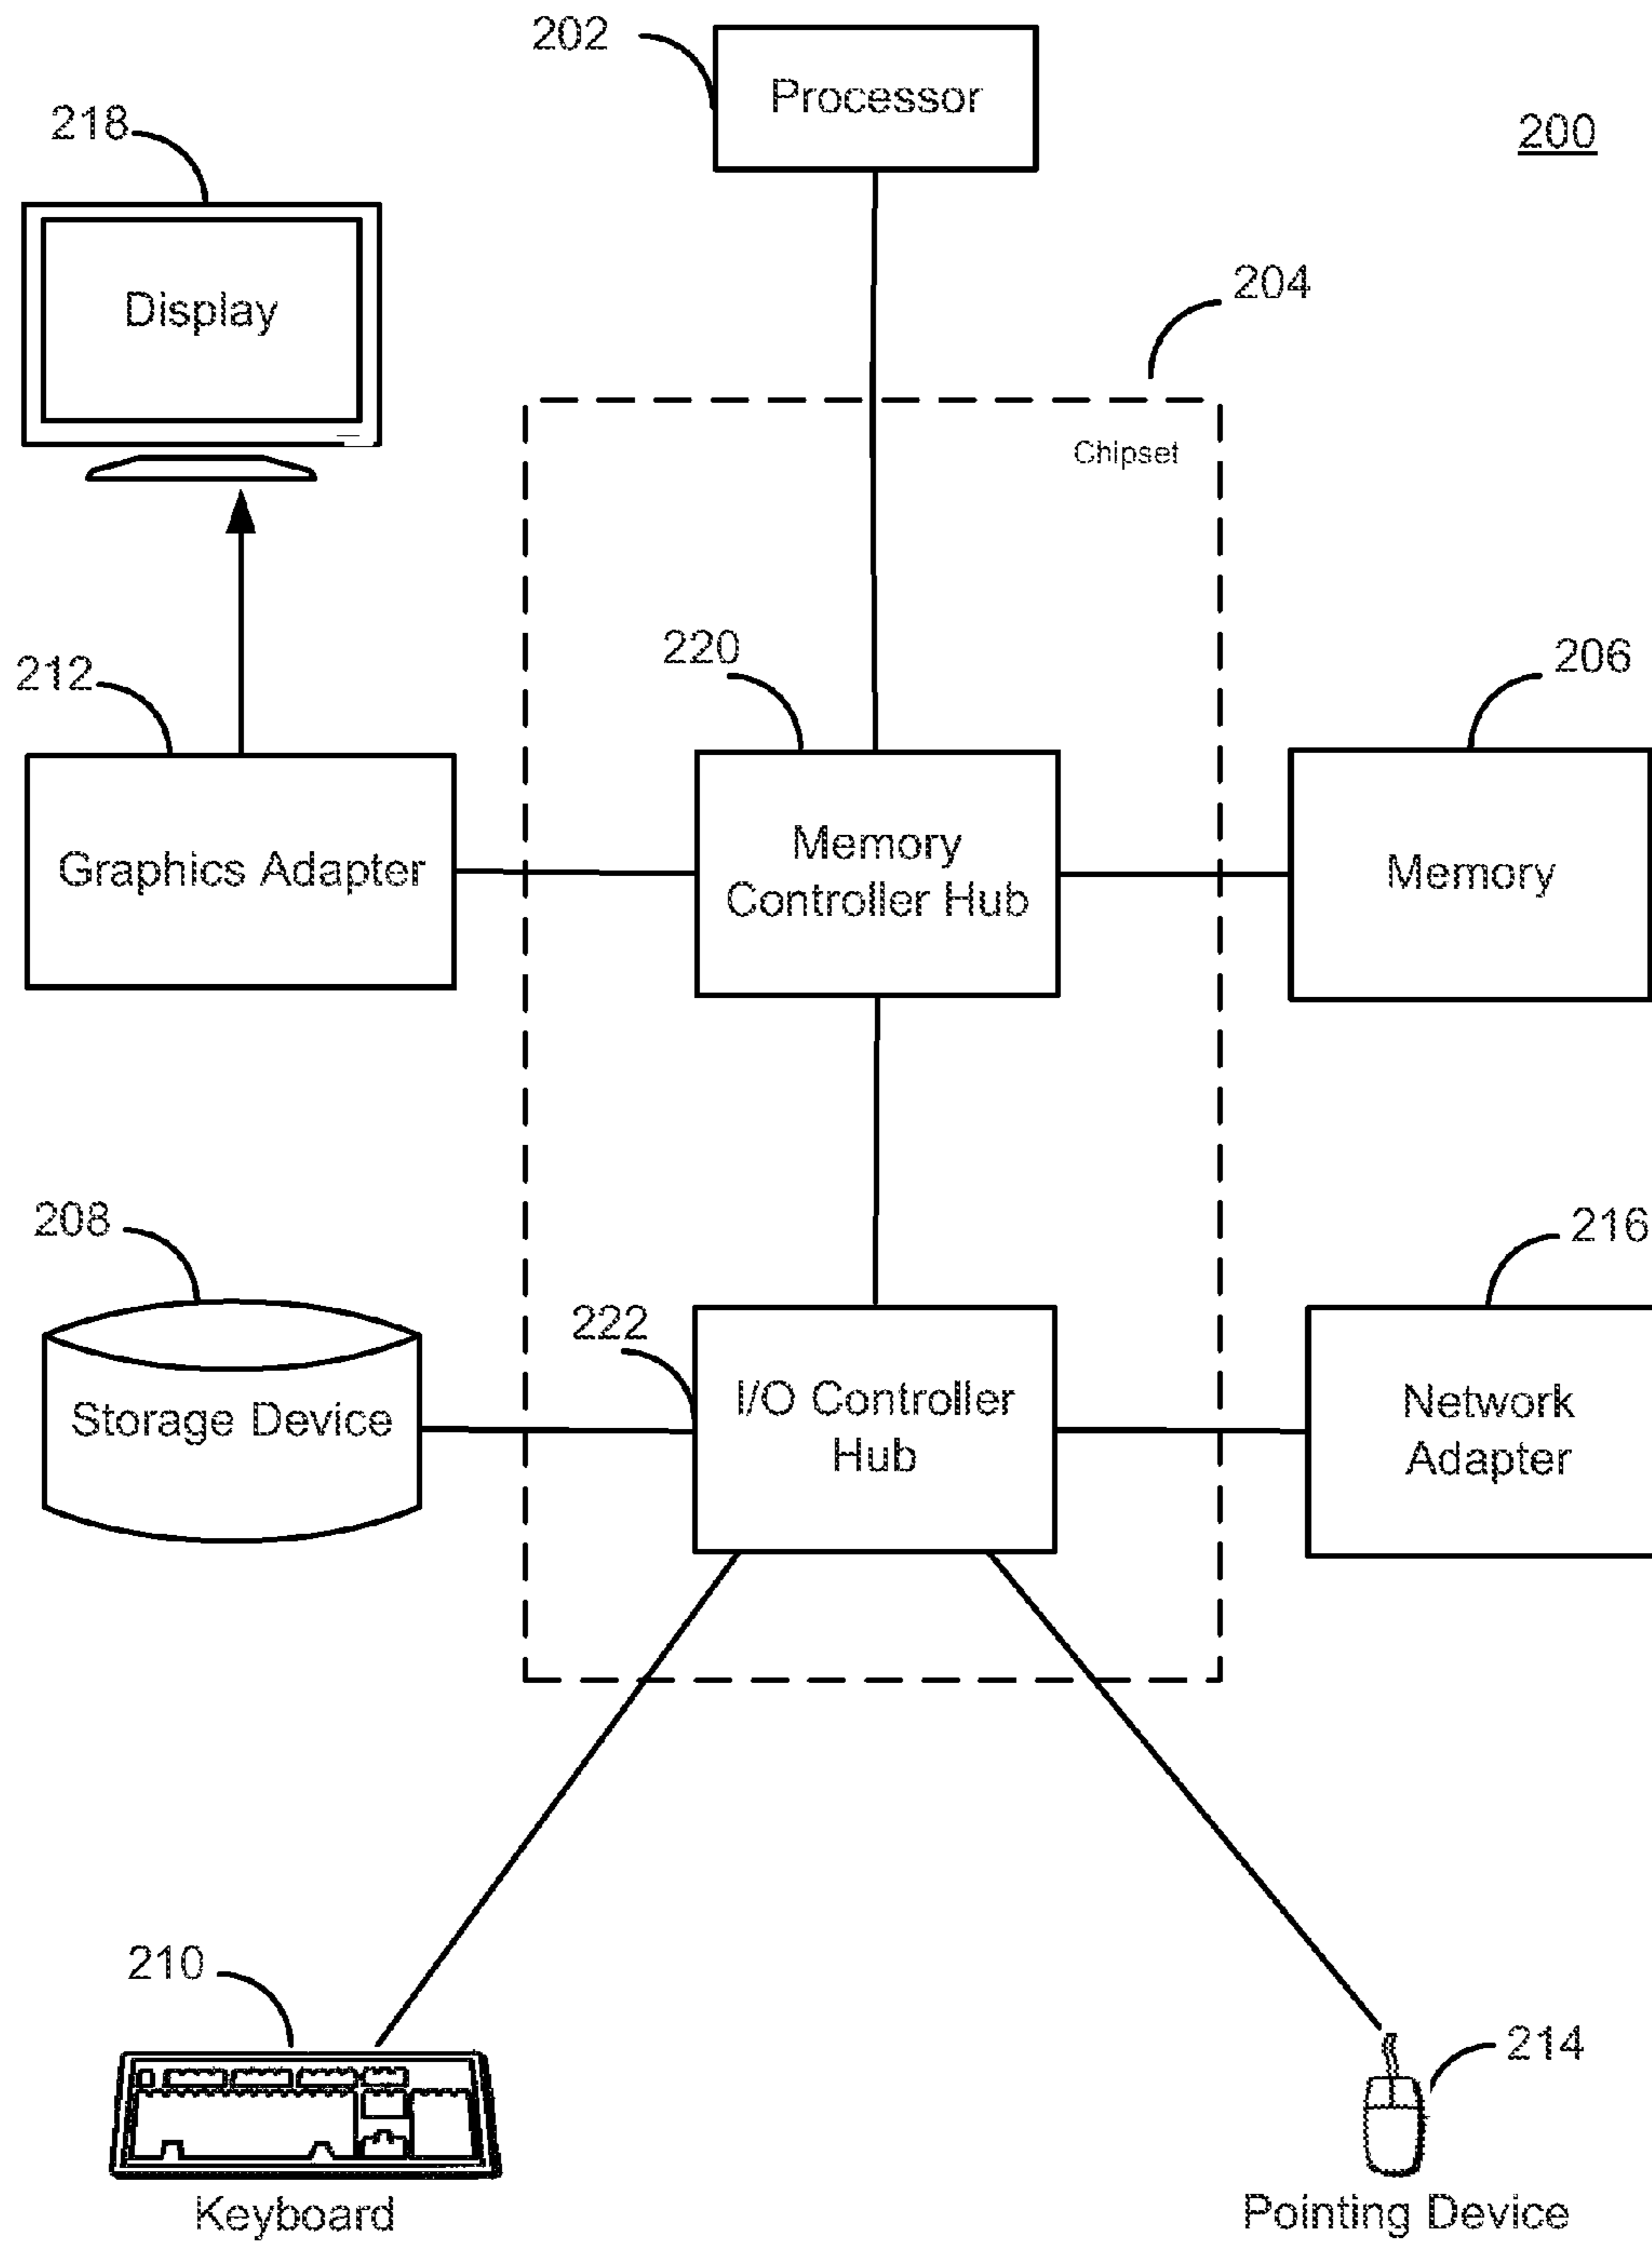 202
Processor
200
218
Display
204
Chipset
220
206
212
Graphics Adapter
Memory
Controller Hub
Memory
208
216
222
Storage Device
I/O Controller
Hub
Network
Adapter
210
214
Keyboard
Pointing Device